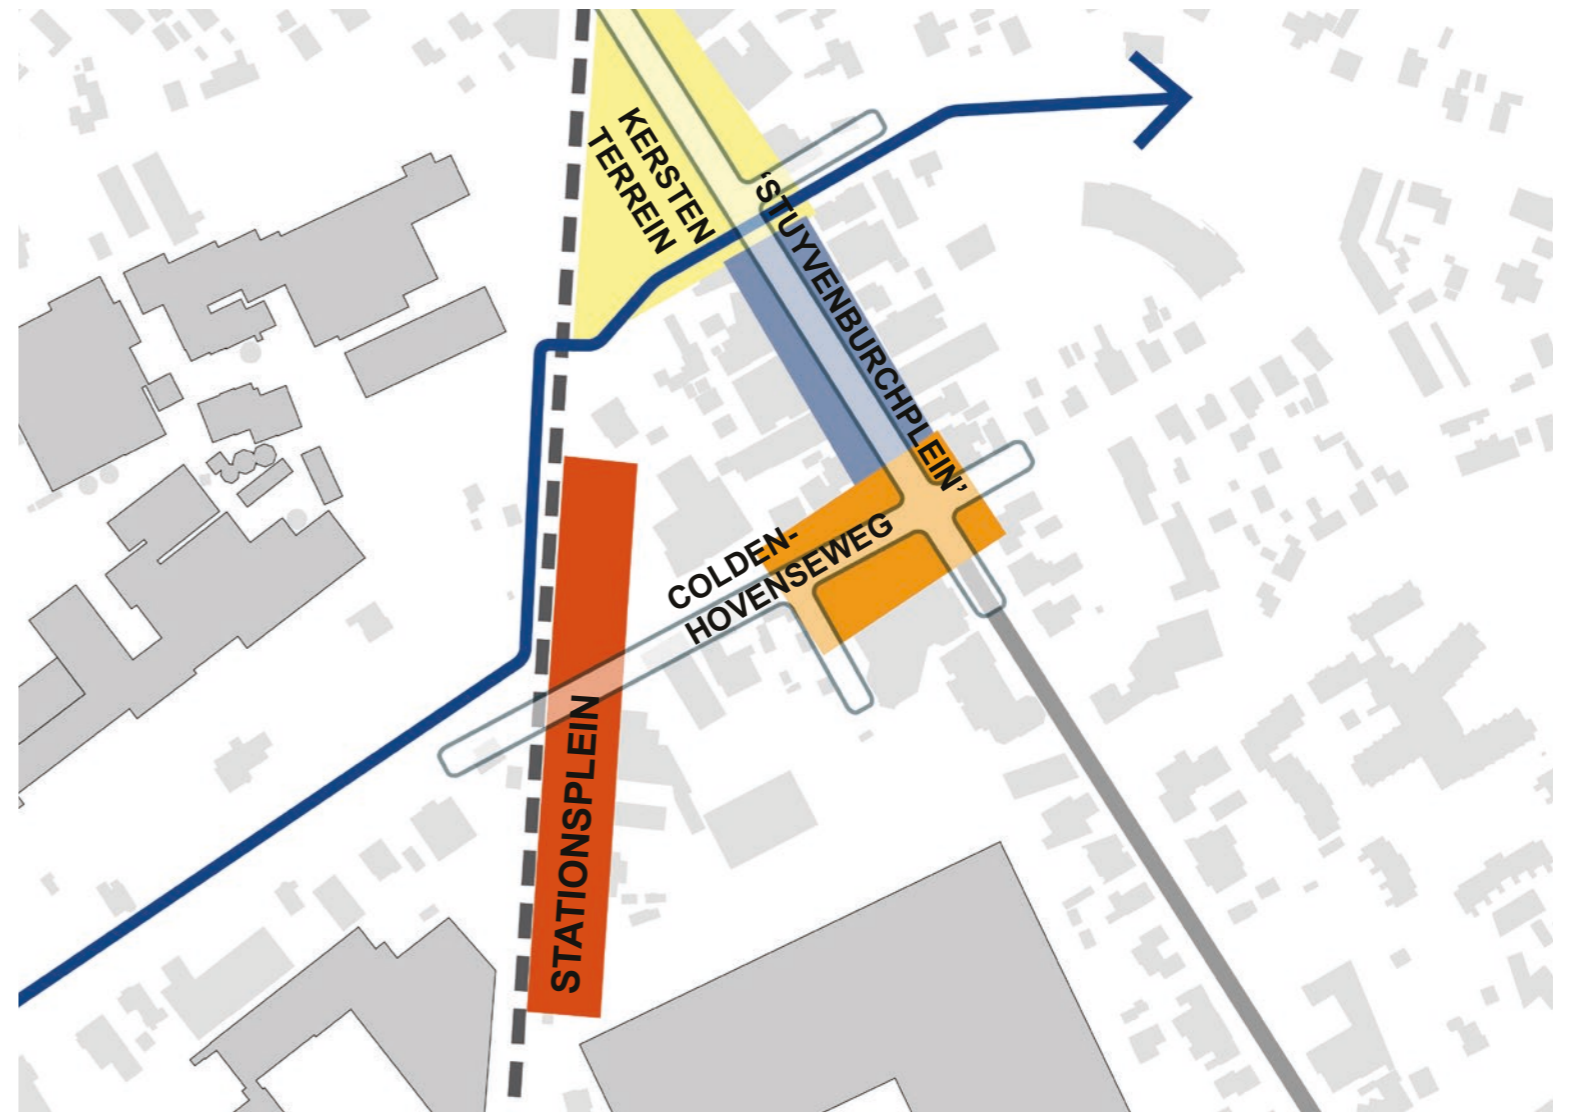 KERSTEN
TERREIN
‘STUYVENBURCHPLEIN’
COLDEN-
HOVENSEWEG
STATIONSPLEIN